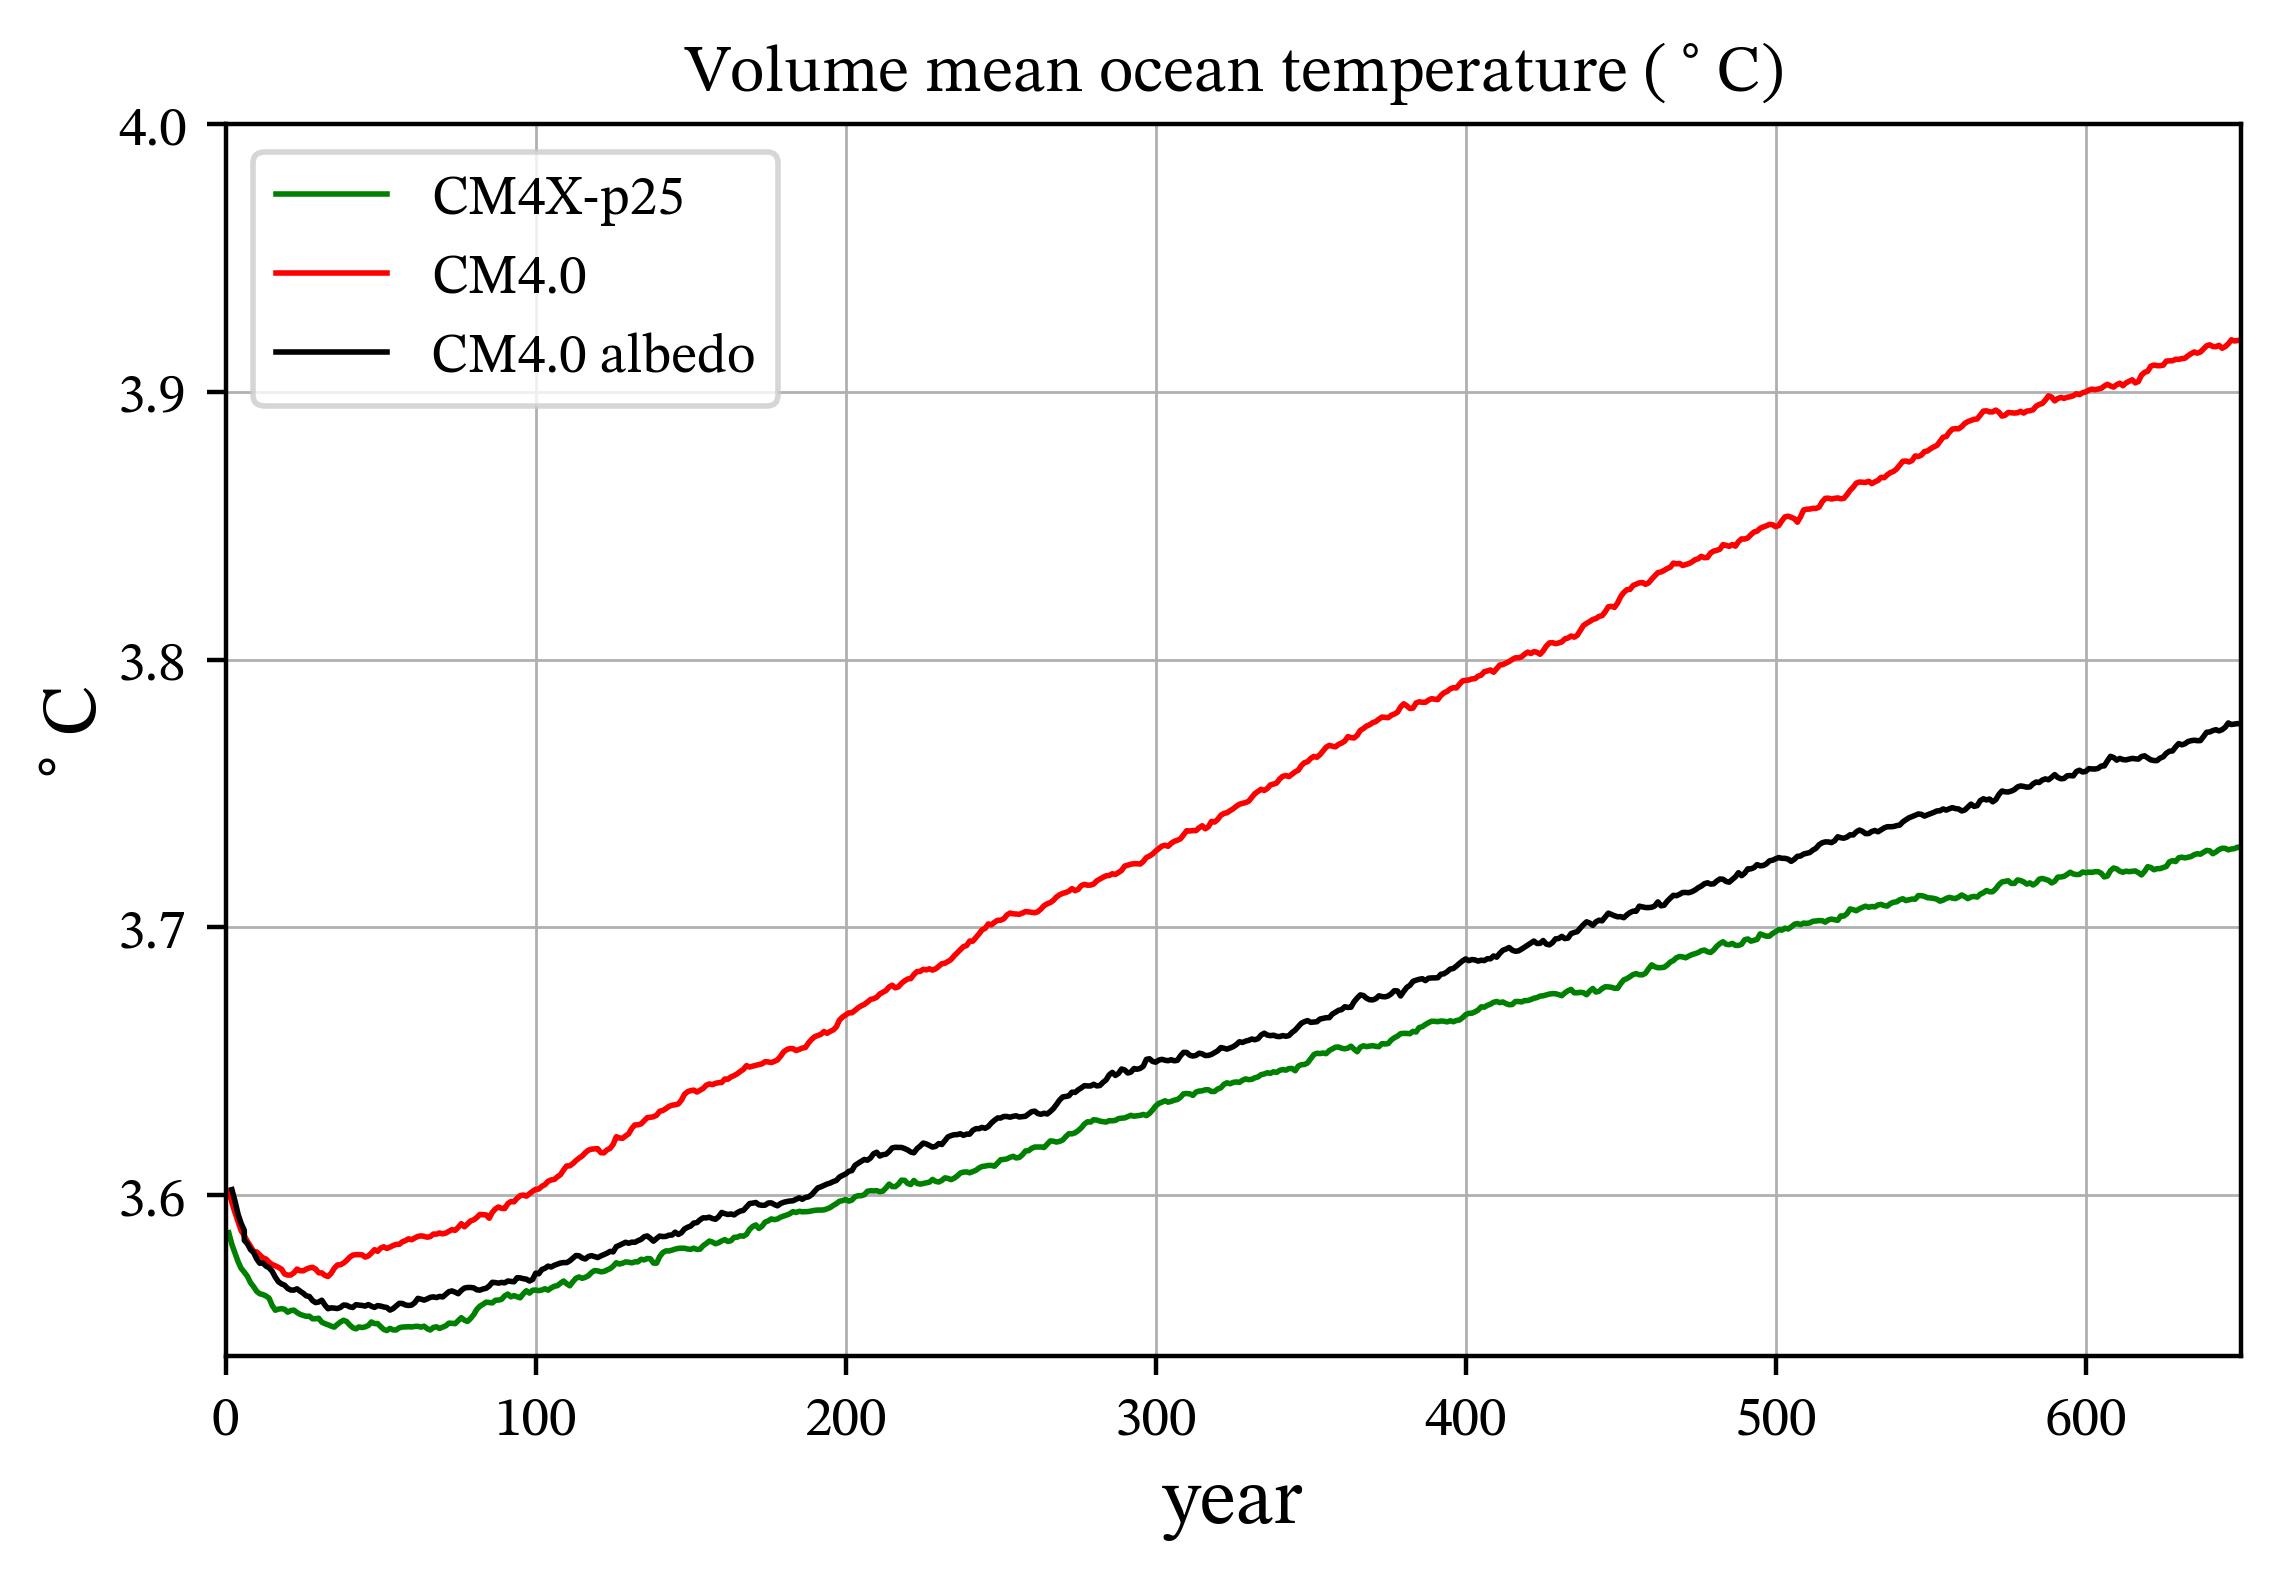 Volume mean ocean temperature (°C)
4.0
3.9
3.8
3.7
3.6
°C
CM4X-p25
CM4.0
CM4.0 albedo
0 100 200 300 400 500 600
year